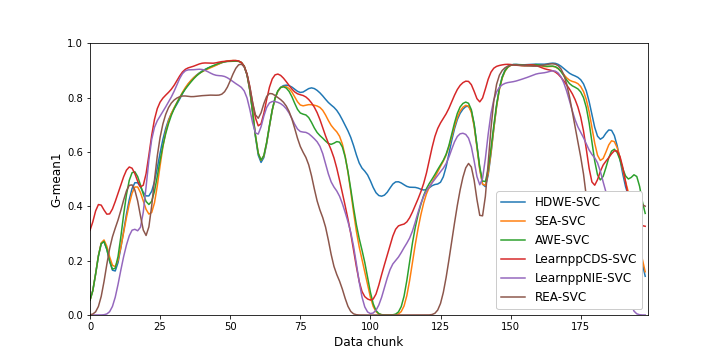 1.0
0.8
0.6
0.4
0.2
0.0
G-mean1
0 25 50 75 100 125 150 175
Data chunk
HDWE-SVC
SEA-SVC
AWE-SVC
LearnppCDS-SVC
LearnppNIE-SVC
REA-SVC